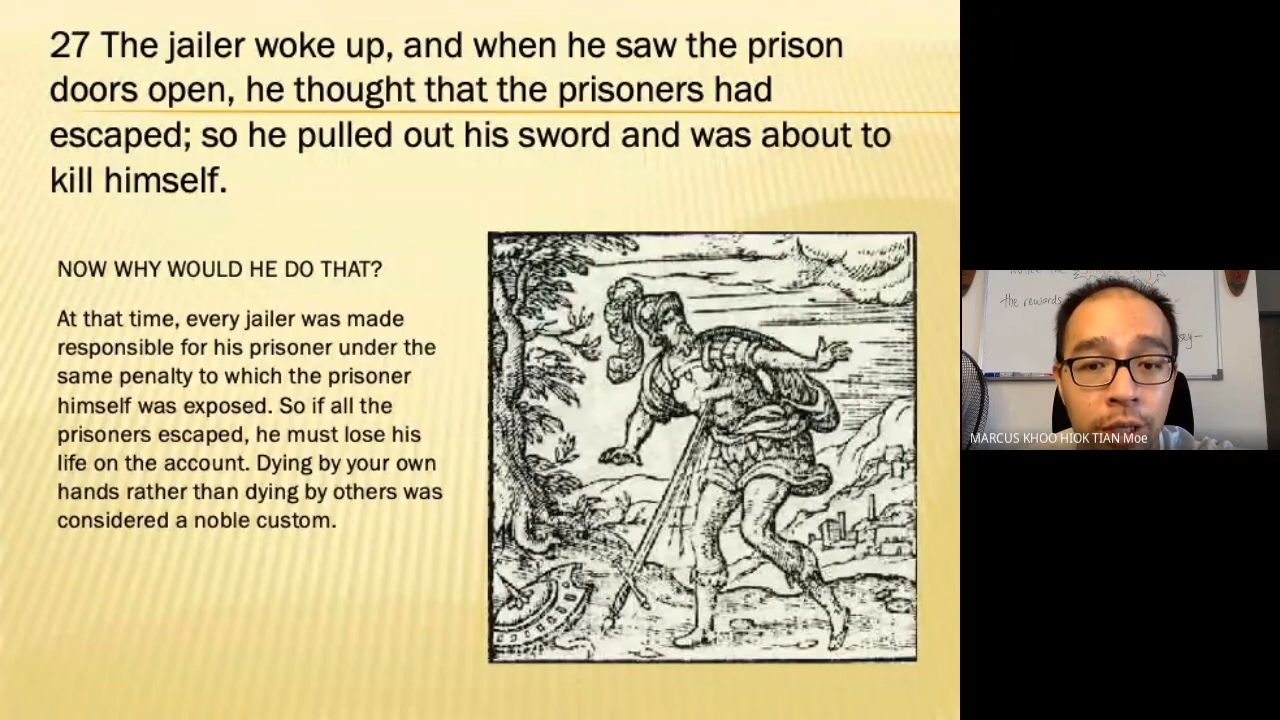 27 The jailer woke up, and when he saw the prison
doors open, he thought that the prisoners had
escaped; so he pulled out his sword and was about to
kill himself.
NOW WHY WOULD HE DO THAT?
At that time, every jailer was made
responsible for his prisoner under the
same penalty to which the prisoner
himself was exposed. So if all the
prisoners escaped, he must lose his
life on the account. Dying by your own
hands rather than dying by others was
considered a noble custom.
the rewards
MARCUS KHOO HIOK TIAN Moe